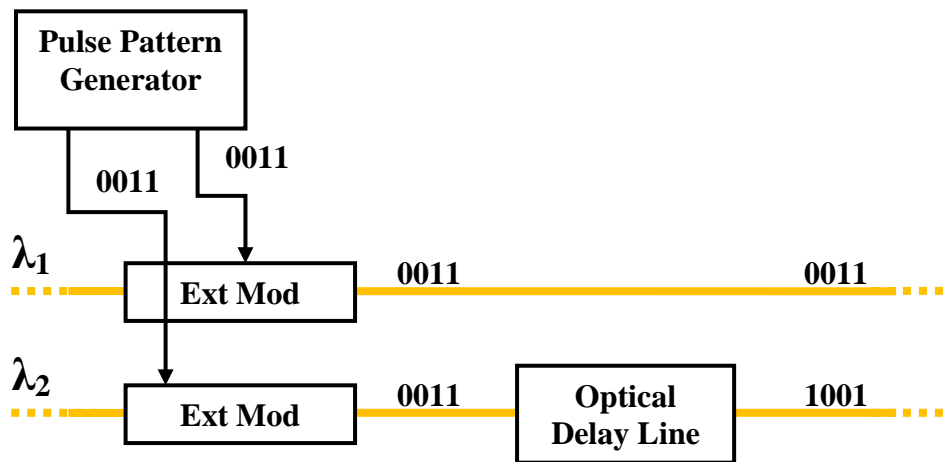 Pulse Pattern
Generator
0011
0011
λ1
Ext Mod
0011
0011
λ2
Ext Mod
0011
Optical
Delay Line
1001